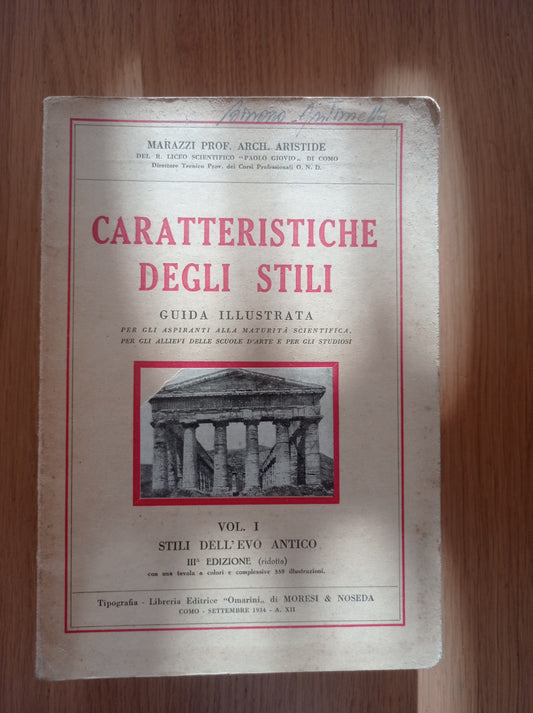 MARAZZI PROF. ARCH. ARISTIDE
DEL R. LICEO SCIENTIFICO "PAOLO GIOVIO„ DI COMO
Direttore Tecnico Prov. dei Corsi Professionali O. N. D.
CARATTERISTICHE
DEGLI STILI
GUIDA ILLUSTRATA
PER GLI ASPIRANTI ALLA MATURITÀ SCIENTIFICA,
PER GLI ALLIEVI DELLE SCUOLE D'ARTE E PER GLI STUDIOSI
VOL. I
STILI DELL'EVO ANTICO
IIIª EDIZIONE (ridotta)
con una tavola a colori e complessive 359 illustrazioni.
Tipografia - Libreria Editrice "Omarini„ di MORESI & NOSEDA
COMO - SETTEMBRE 1934 - A. XII